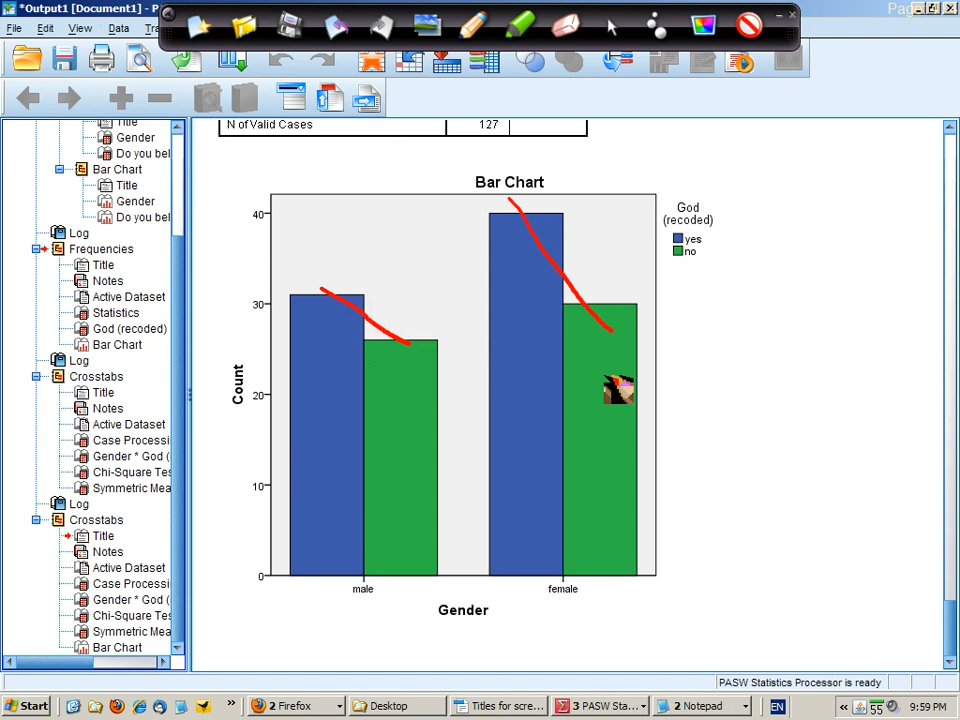 *Output1 [Document1] - P
Pag
File Edit View Data Tra
Title
Gender
Do you bel
Bar Chart
Title
Gender
Do you bel
Log
Frequencies
Title
Notes
Active Dataset
Statistics
God (recoded)
Bar Chart
Log
Crosstabs
Title
Notes
Active Dataset
Case Processi
Gender * God (
Chi-Square Tes
Symmetric Mea
Log
Crosstabs
Title
Notes
Active Dataset
Case Processi
Gender * God (
Chi-Square Tes
Symmetric Mea
Bar Chart
N of Valid Cases 127
Bar Chart
God
(recoded)
yes
no
40
30
20
10
0
Count
male female
Gender
PASW Statistics Processor is ready
Start » 2 Firefox Desktop Titles for scre... 3 PASW Sta... 2 Notepad EN « 55 9:59 PM